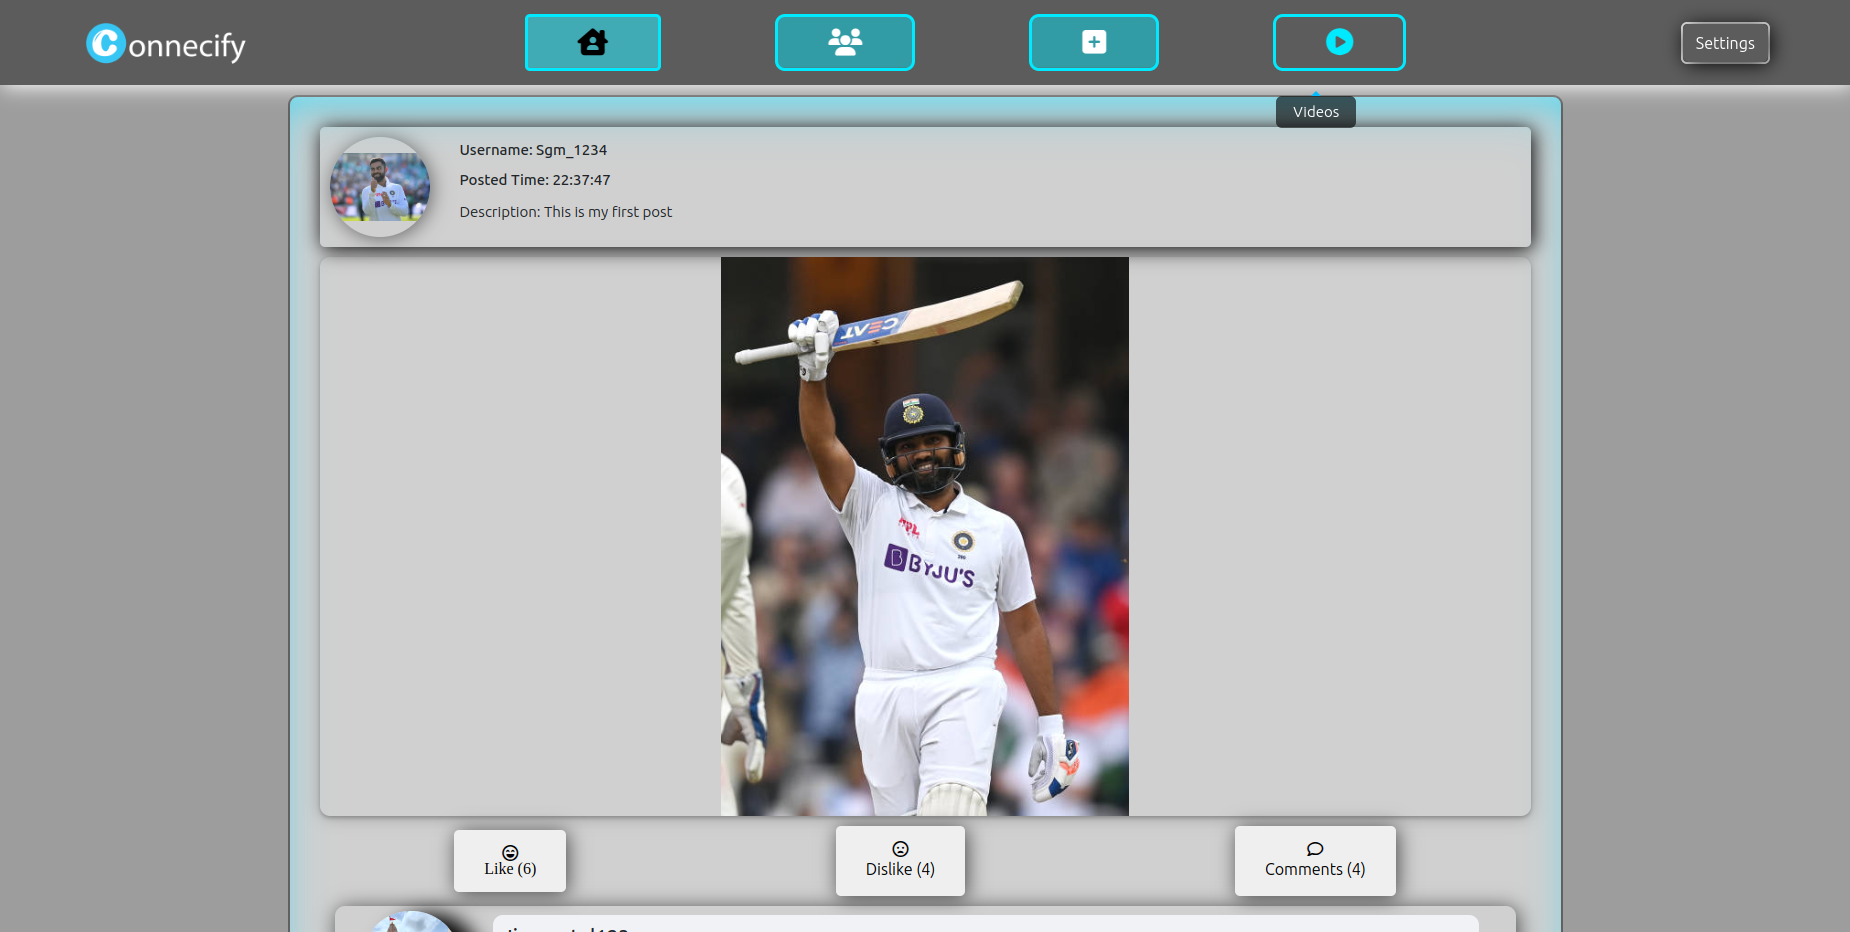 Connecify
Settings
Videos
Username: Sgm_1234
Posted Time: 22:37:47
Description: This is my first post
CEAT
MPL
BYJU'S
Like (6)
Dislike (4)
Comments (4)